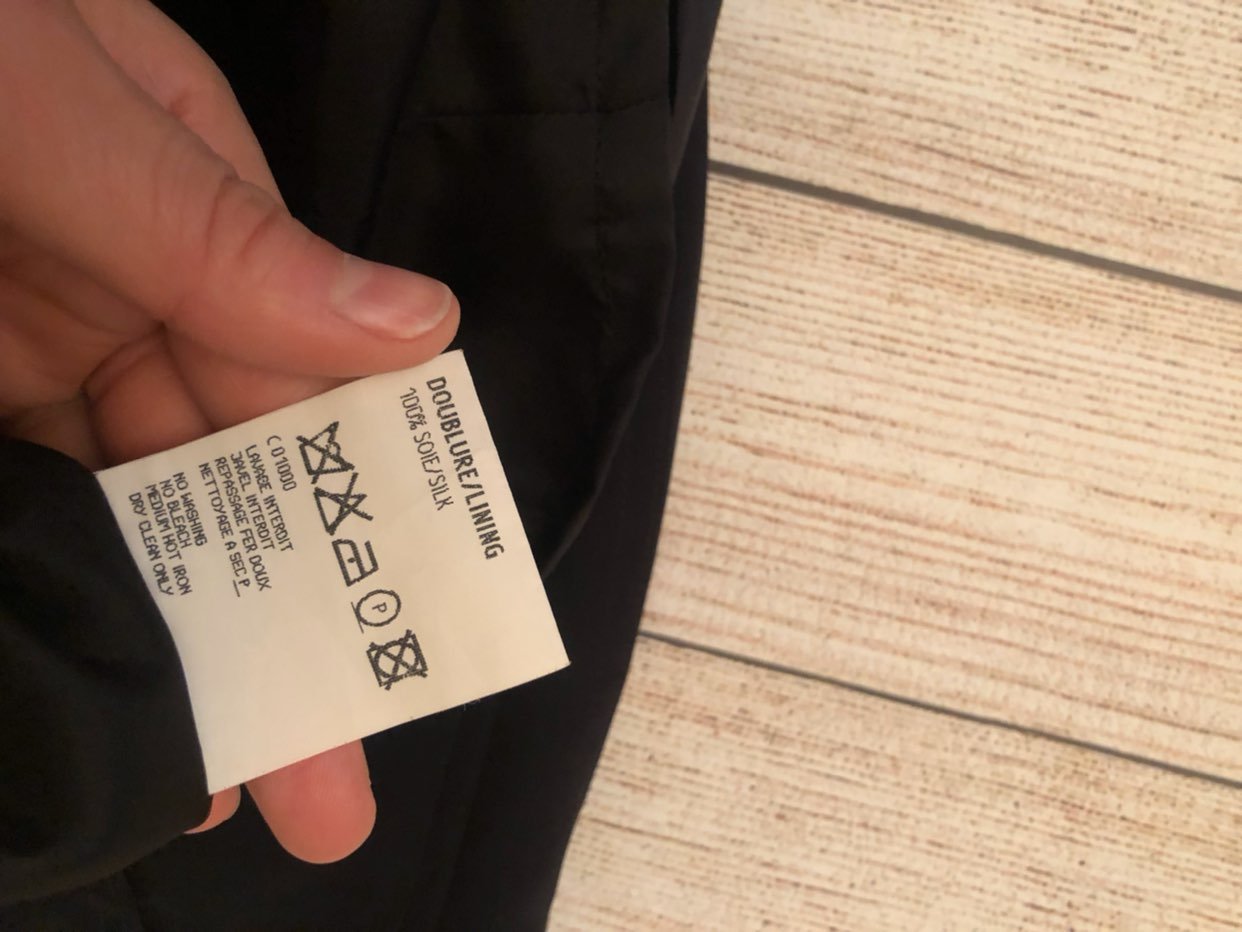 DOUBLURE/LINING
100% SOIE/SILK
P
C01000
LAVAGE INTERDIT
JAVEL INTERDIT
REPASSAGE FER DOUX
NETTOYAGE A SEC P
NO WASHING
NO BLEACH
MEDIUM HOT IRON
DRY CLEAN ONLY